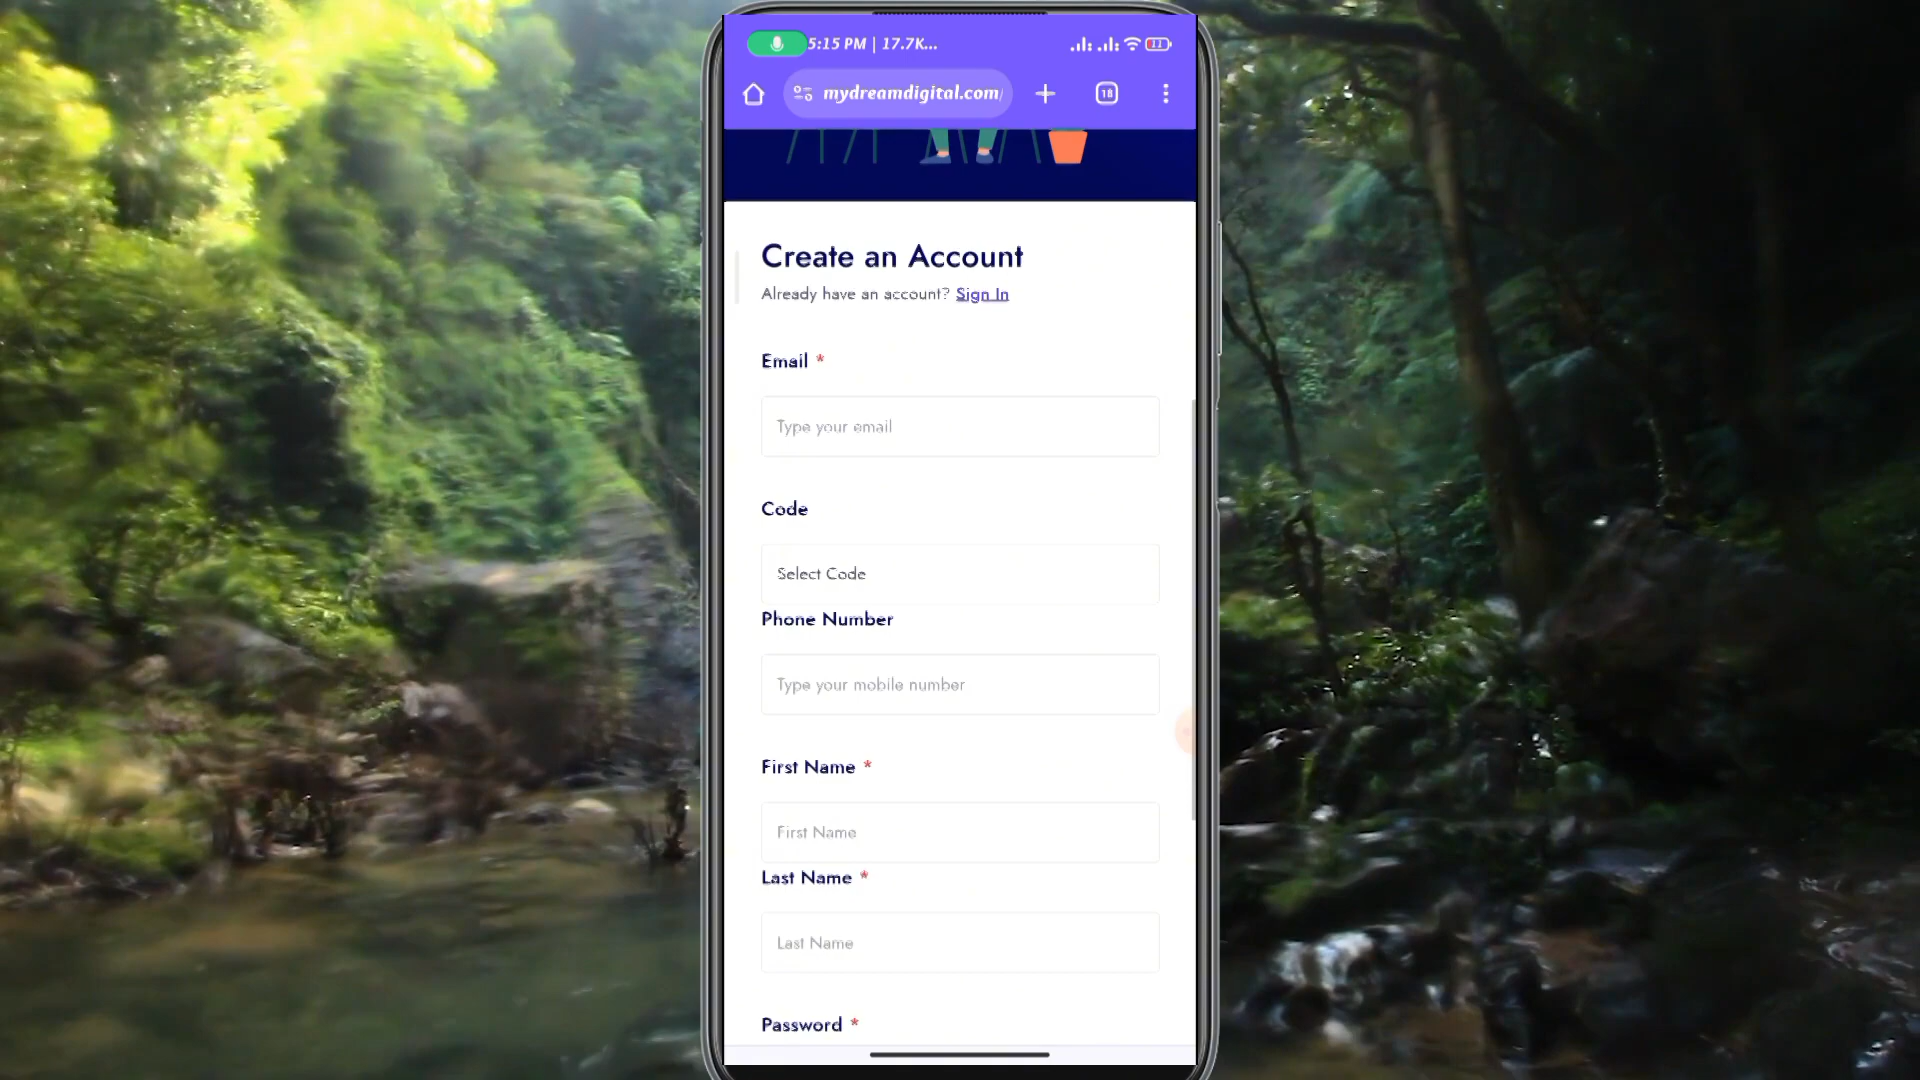 5:15 PM | 17.7K...
11
mydreamdigital.com/
18
Create an Account
Already have an account? Sign In
Email *
Type your email
Code
Select Code
Phone Number
Type your mobile number
First Name *
First Name
Last Name *
Last Name
Password *